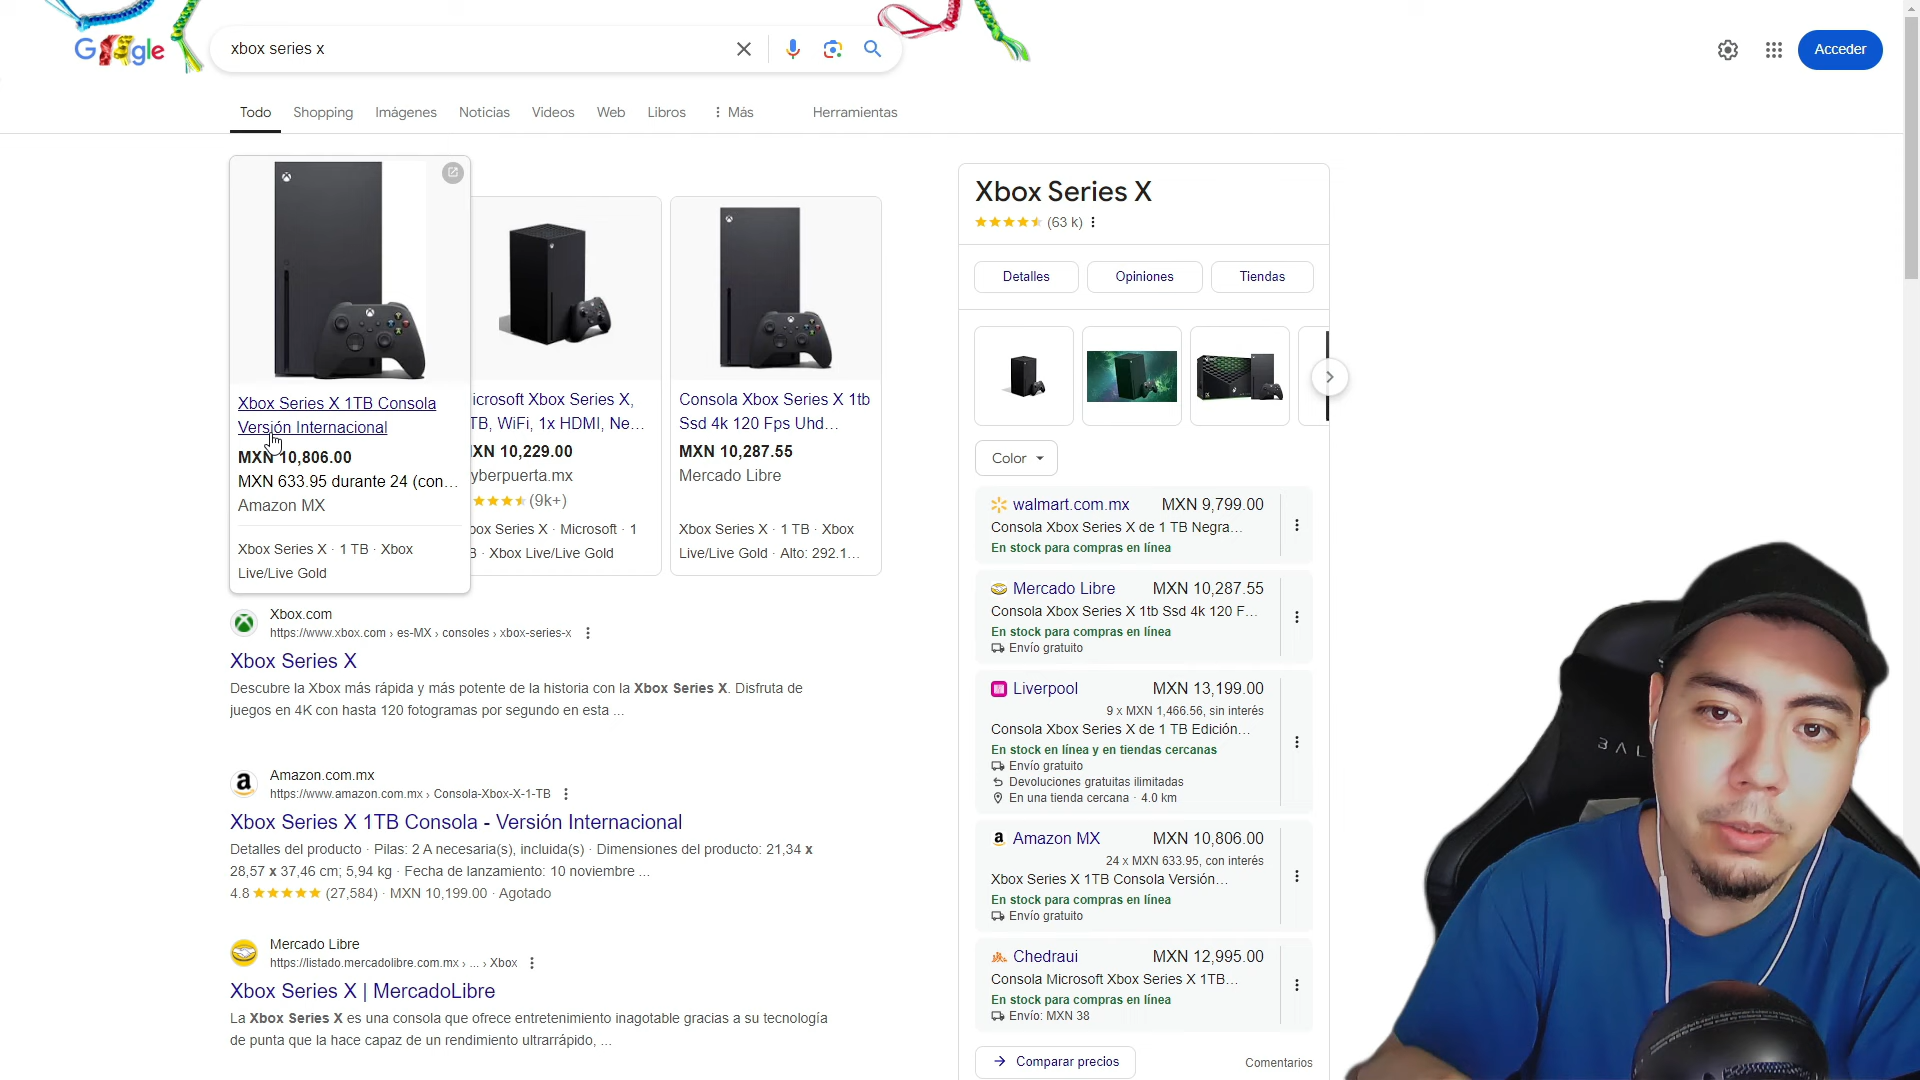 Google
xbox series x
Acceder
Todo
Shopping
Imágenes
Noticias
Videos
Web
Libros
Más
Herramientas
Xbox Series X 1TB Consola
Versión Internacional
MXN 10,806.00
MXN 633.95 durante 24 (con...
Amazon MX
Xbox Series X · 1 TB · Xbox
Live/Live Gold
icrosoft Xbox Series X,
TB, WiFi, 1x HDMI, Ne...
XN 10,229.00
yberpuerta.mx
(9k+)
box Series X · Microsoft · 1
B · Xbox Live/Live Gold
Consola Xbox Series X 1tb
Ssd 4k 120 Fps Uhd...
MXN 10,287.55
Mercado Libre
Xbox Series X · 1 TB · Xbox
Live/Live Gold · Alto: 292.1...
Xbox.com
https://www.xbox.com › es-MX › consoles › xbox-series-x
Xbox Series X
Descubre la Xbox más rápida y más potente de la historia con la Xbox Series X. Disfruta de
juegos en 4K con hasta 120 fotogramas por segundo en esta ...
Amazon.com.mx
https://www.amazon.com.mx › Consola-Xbox-X-1-TB
Xbox Series X 1TB Consola - Versión Internacional
Detalles del producto · Pilas: 2 A necesaria(s), incluida(s) · Dimensiones del producto: 21,34 x
28,57 x 37,46 cm; 5,94 kg · Fecha de lanzamiento: 10 noviembre ...
4.8 (27,584) · MXN 10,199.00 · Agotado
Mercado Libre
https://listado.mercadolibre.com.mx › ... › Xbox
Xbox Series X | MercadoLibre
La Xbox Series X es una consola que ofrece entretenimiento inagotable gracias a su tecnología
de punta que la hace capaz de un rendimiento ultrarrápido, ...
Xbox Series X
(63 k)
Detalles
Opiniones
Tiendas
Color
walmart.com.mx MXN 9,799.00
Consola Xbox Series X de 1 TB Negra...
En stock para compras en línea
Mercado Libre MXN 10,287.55
Consola Xbox Series X 1tb Ssd 4k 120 F...
En stock para compras en línea
Envío gratuito
Liverpool MXN 13,199.00
9 x MXN 1,466.56, sin interés
Consola Xbox Series X de 1 TB Edición...
En stock en línea y en tiendas cercanas
Envío gratuito
Devoluciones gratuitas ilimitadas
En una tienda cercana · 4.0 km
Amazon MX MXN 10,806.00
24 x MXN 633.95, con interés
Xbox Series X 1TB Consola Versión...
En stock para compras en línea
Envío gratuito
Chedraui MXN 12,995.00
Consola Microsoft Xbox Series X 1TB...
En stock para compras en línea
Envío: MXN 38
Comparar precios
Comentarios